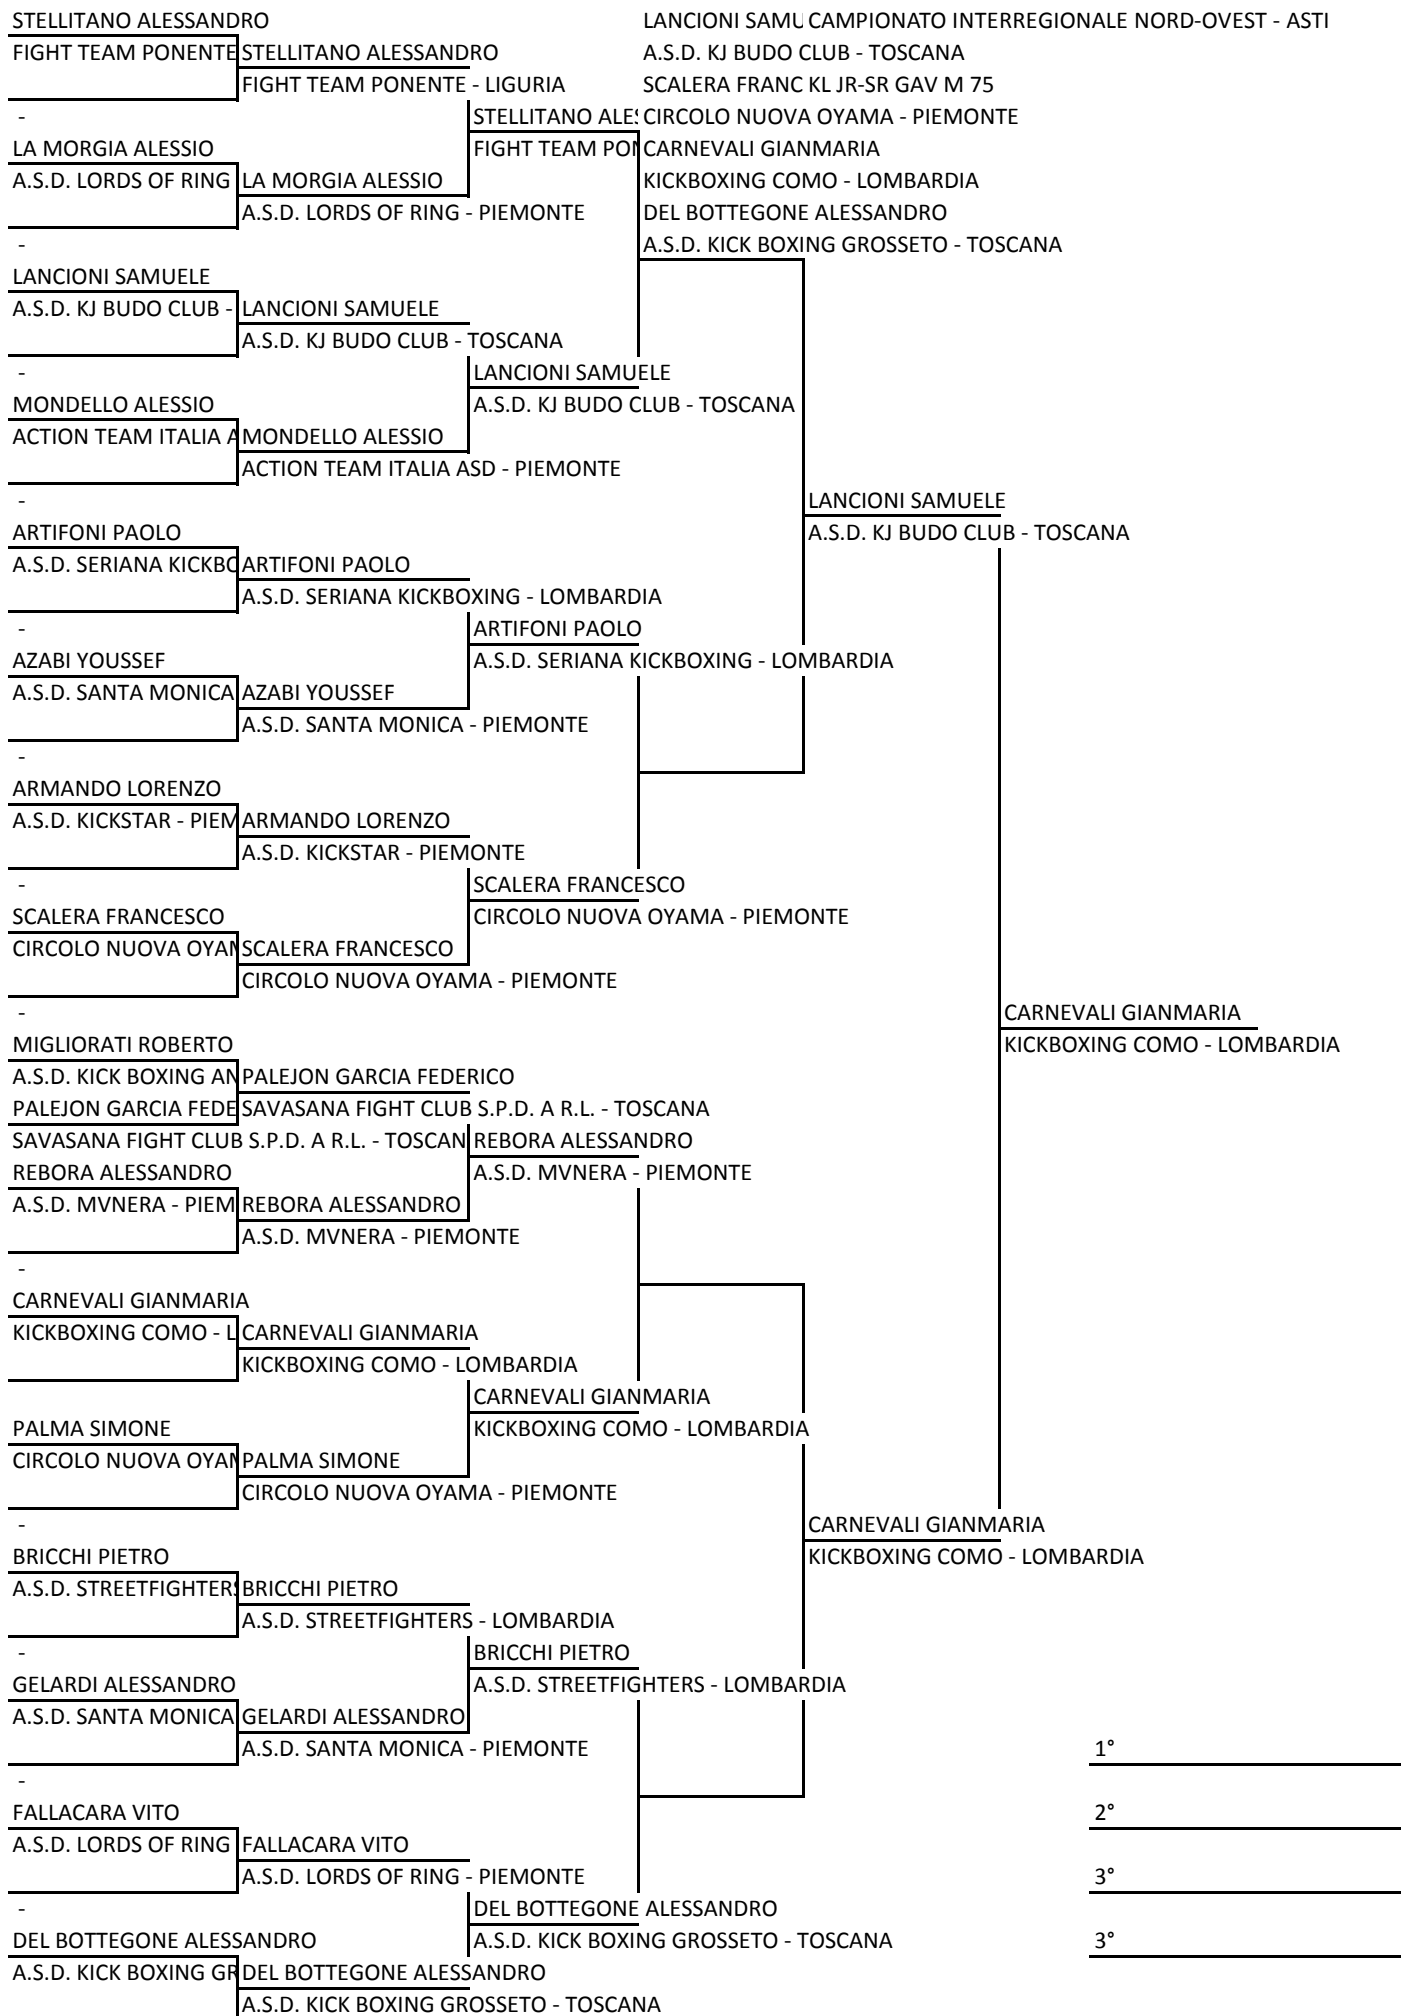 STELLITANO ALESSANDRO LANCIONI SAMU CAMPIONATO INTERREGIONALE NORD-OVEST - ASTI
FIGHT TEAM PONENTE STELLITANO ALESSANDRO A.S.D. KJ BUDO CLUB - TOSCANA
FIGHT TEAM PONENTE - LIGURIA SCALERA FRANC KL JR-SR GAV M 75
- STELLITANO ALES CIRCOLO NUOVA OYAMA - PIEMONTE
LA MORGIA ALESSIO FIGHT TEAM PON CARNEVALI GIANMARIA
A.S.D. LORDS OF RING LA MORGIA ALESSIO KICKBOXING COMO - LOMBARDIA
A.S.D. LORDS OF RING - PIEMONTE DEL BOTTEGONE ALESSANDRO
- A.S.D. KICK BOXING GROSSETO - TOSCANA
LANCIONI SAMUELE
A.S.D. KJ BUDO CLUB - LANCIONI SAMUELE
A.S.D. KJ BUDO CLUB - TOSCANA
- LANCIONI SAMUELE
MONDELLO ALESSIO A.S.D. KJ BUDO CLUB - TOSCANA
ACTION TEAM ITALIA A MONDELLO ALESSIO
ACTION TEAM ITALIA ASD - PIEMONTE
- LANCIONI SAMUELE
ARTIFONI PAOLO A.S.D. KJ BUDO CLUB - TOSCANA
A.S.D. SERIANA KICKBO ARTIFONI PAOLO
A.S.D. SERIANA KICKBOXING - LOMBARDIA
- ARTIFONI PAOLO
AZABI YOUSSEF A.S.D. SERIANA KICKBOXING - LOMBARDIA
A.S.D. SANTA MONICA AZABI YOUSSEF
A.S.D. SANTA MONICA - PIEMONTE
-
ARMANDO LORENZO
A.S.D. KICKSTAR - PIEM ARMANDO LORENZO
A.S.D. KICKSTAR - PIEMONTE
- SCALERA FRANCESCO
SCALERA FRANCESCO CIRCOLO NUOVA OYAMA - PIEMONTE
CIRCOLO NUOVA OYAM SCALERA FRANCESCO
CIRCOLO NUOVA OYAMA - PIEMONTE
- CARNEVALI GIANMARIA
MIGLIORATI ROBERTO KICKBOXING COMO - LOMBARDIA
A.S.D. KICK BOXING AN PALEJON GARCIA FEDERICO
PALEJON GARCIA FEDE SAVASANA FIGHT CLUB S.P.D. A R.L. - TOSCANA
SAVASANA FIGHT CLUB S.P.D. A R.L. - TOSCAN REBORA ALESSANDRO
REBORA ALESSANDRO A.S.D. MVNERA - PIEMONTE
A.S.D. MVNERA - PIEM REBORA ALESSANDRO
A.S.D. MVNERA - PIEMONTE
-
CARNEVALI GIANMARIA
KICKBOXING COMO - L CARNEVALI GIANMARIA
KICKBOXING COMO - LOMBARDIA
CARNEVALI GIANMARIA
PALMA SIMONE KICKBOXING COMO - LOMBARDIA
CIRCOLO NUOVA OYAM PALMA SIMONE
CIRCOLO NUOVA OYAMA - PIEMONTE
- CARNEVALI GIANMARIA
BRICCHI PIETRO KICKBOXING COMO - LOMBARDIA
A.S.D. STREETFIGHTERS BRICCHI PIETRO
A.S.D. STREETFIGHTERS - LOMBARDIA
- BRICCHI PIETRO
GELARDI ALESSANDRO A.S.D. STREETFIGHTERS - LOMBARDIA
A.S.D. SANTA MONICA GELARDI ALESSANDRO
A.S.D. SANTA MONICA - PIEMONTE 1°
-
FALLACARA VITO 2°
A.S.D. LORDS OF RING FALLACARA VITO
A.S.D. LORDS OF RING - PIEMONTE 3°
- DEL BOTTEGONE ALESSANDRO
DEL BOTTEGONE ALESSANDRO A.S.D. KICK BOXING GROSSETO - TOSCANA 3°
A.S.D. KICK BOXING GR DEL BOTTEGONE ALESSANDRO
A.S.D. KICK BOXING GROSSETO - TOSCANA